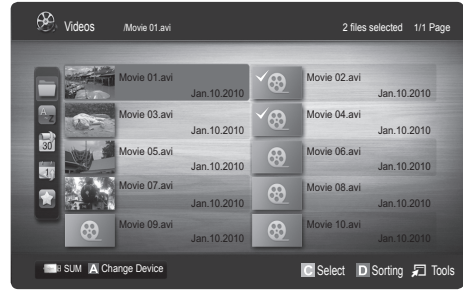 Videos /Movie 01.avi 2 files selected 1/1 Page
Movie 01.avi Movie 02.avi
Jan.10.2010 Jan.10.2010
Movie 03.avi Movie 04.avi
Jan.10.2010 Jan.10.2010
Movie 05.avi Movie 06.avi
Jan.10.2010 Jan.10.2010
Movie 07.avi Movie 08.avi
Jan.10.2010 Jan.10.2010
Movie 09.avi Movie 10.avi
Jan.10.2010 Jan.10.2010
A Z
30
1
SUM A Change Device C Select D Sorting Tools